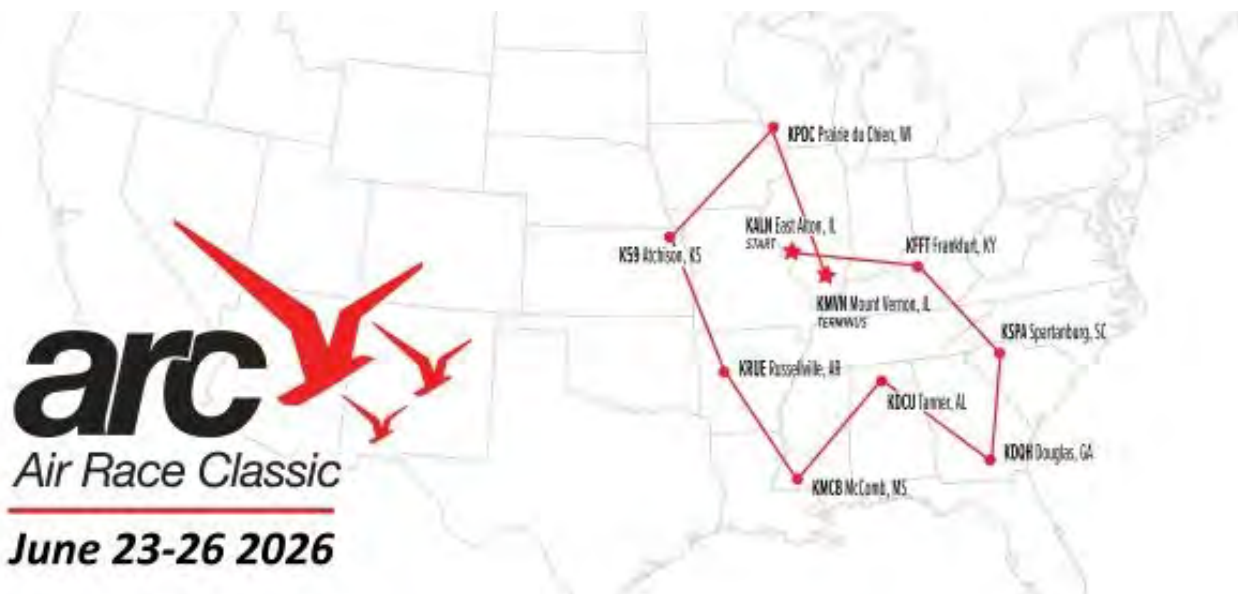 KPDC Prairie du Chien, WI
KALN East Alton, IL
START
KFFT Frankfurt, KY
K59 Atchison, KS
KMVN Mount Vernon, IL
TERMINUS
KSPA Spartanburg, SC
KRUE Russellville, AR
KDCU Tanner, AL
KDQH Douglas, GA
KMCB McComb, MS
arc
Air Race Classic
June 23-26 2026